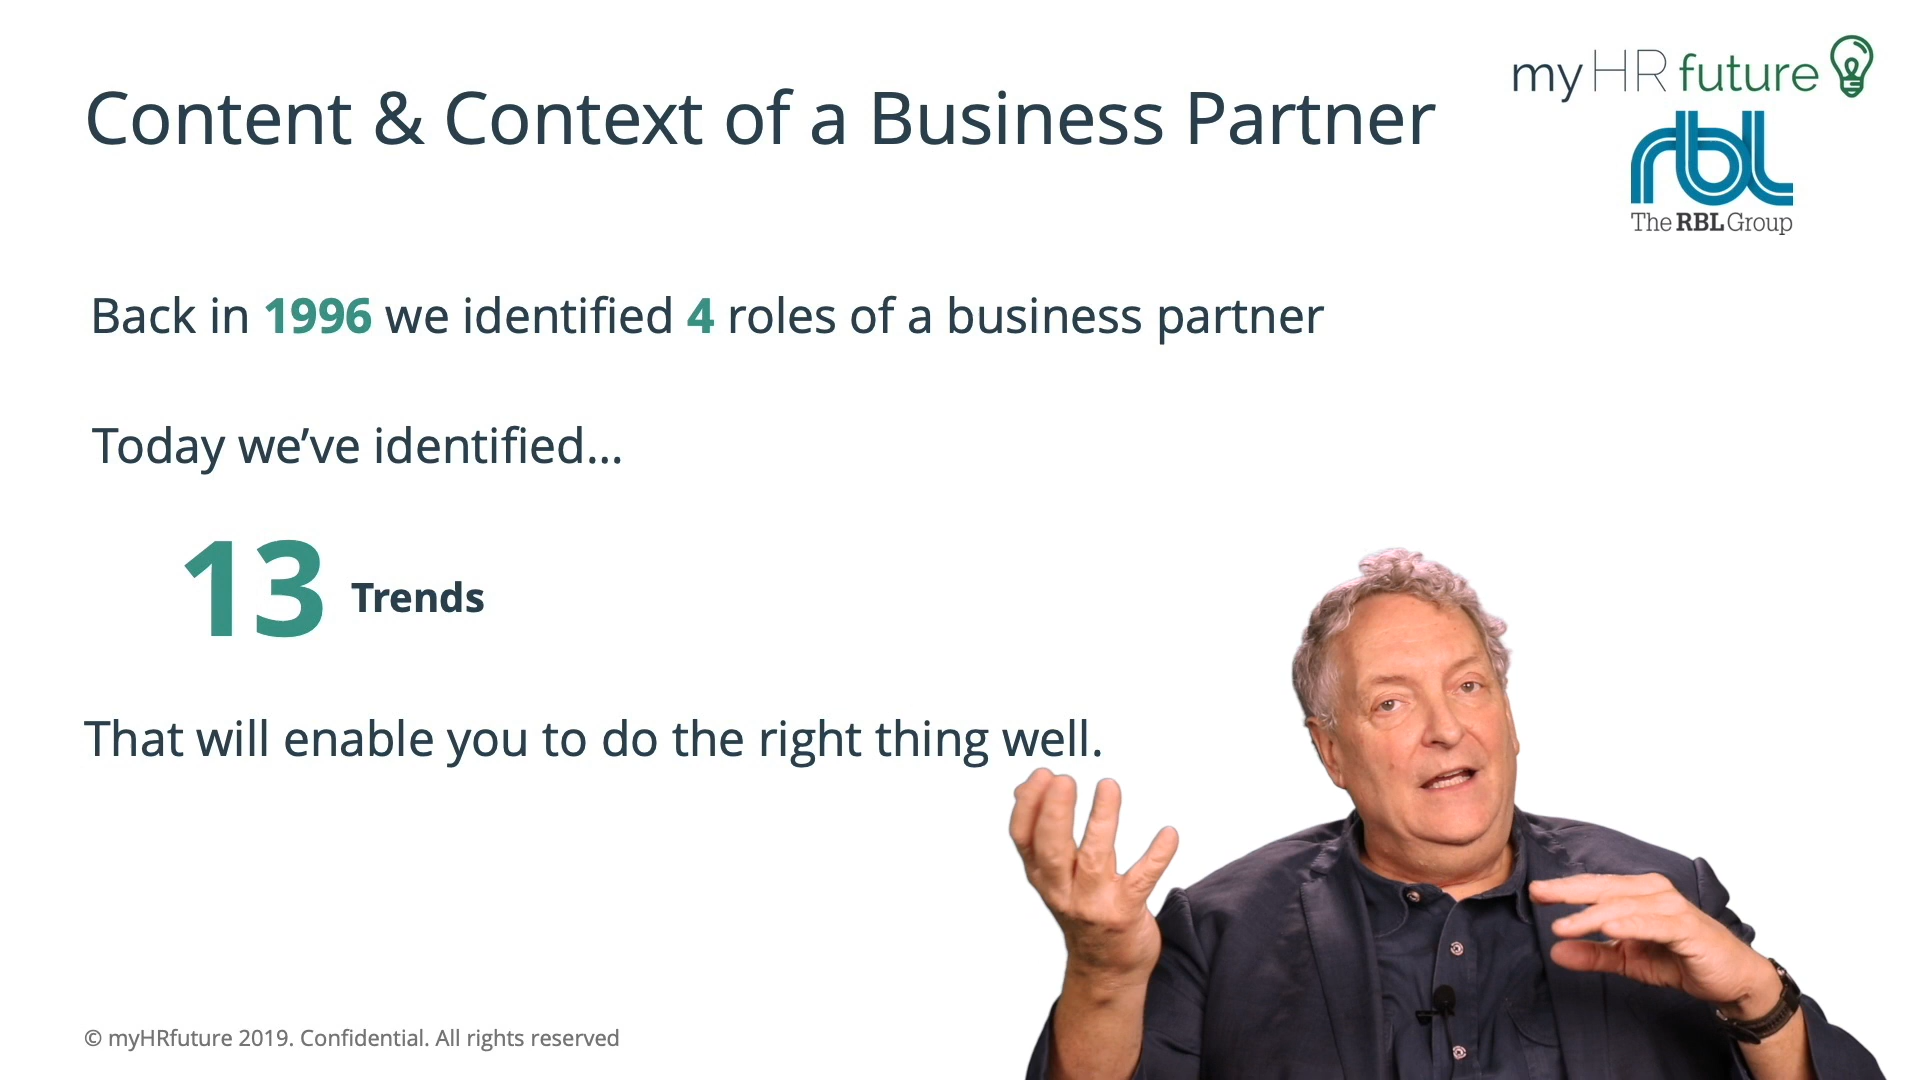 Content & Context of a Business Partner
my HR future
rbl
The RBL Group
Back in 1996 we identified 4 roles of a business partner
Today we’ve identified...
13 Trends
That will enable you to do the right thing well.
© myHRfuture 2019. Confidential. All rights reserved